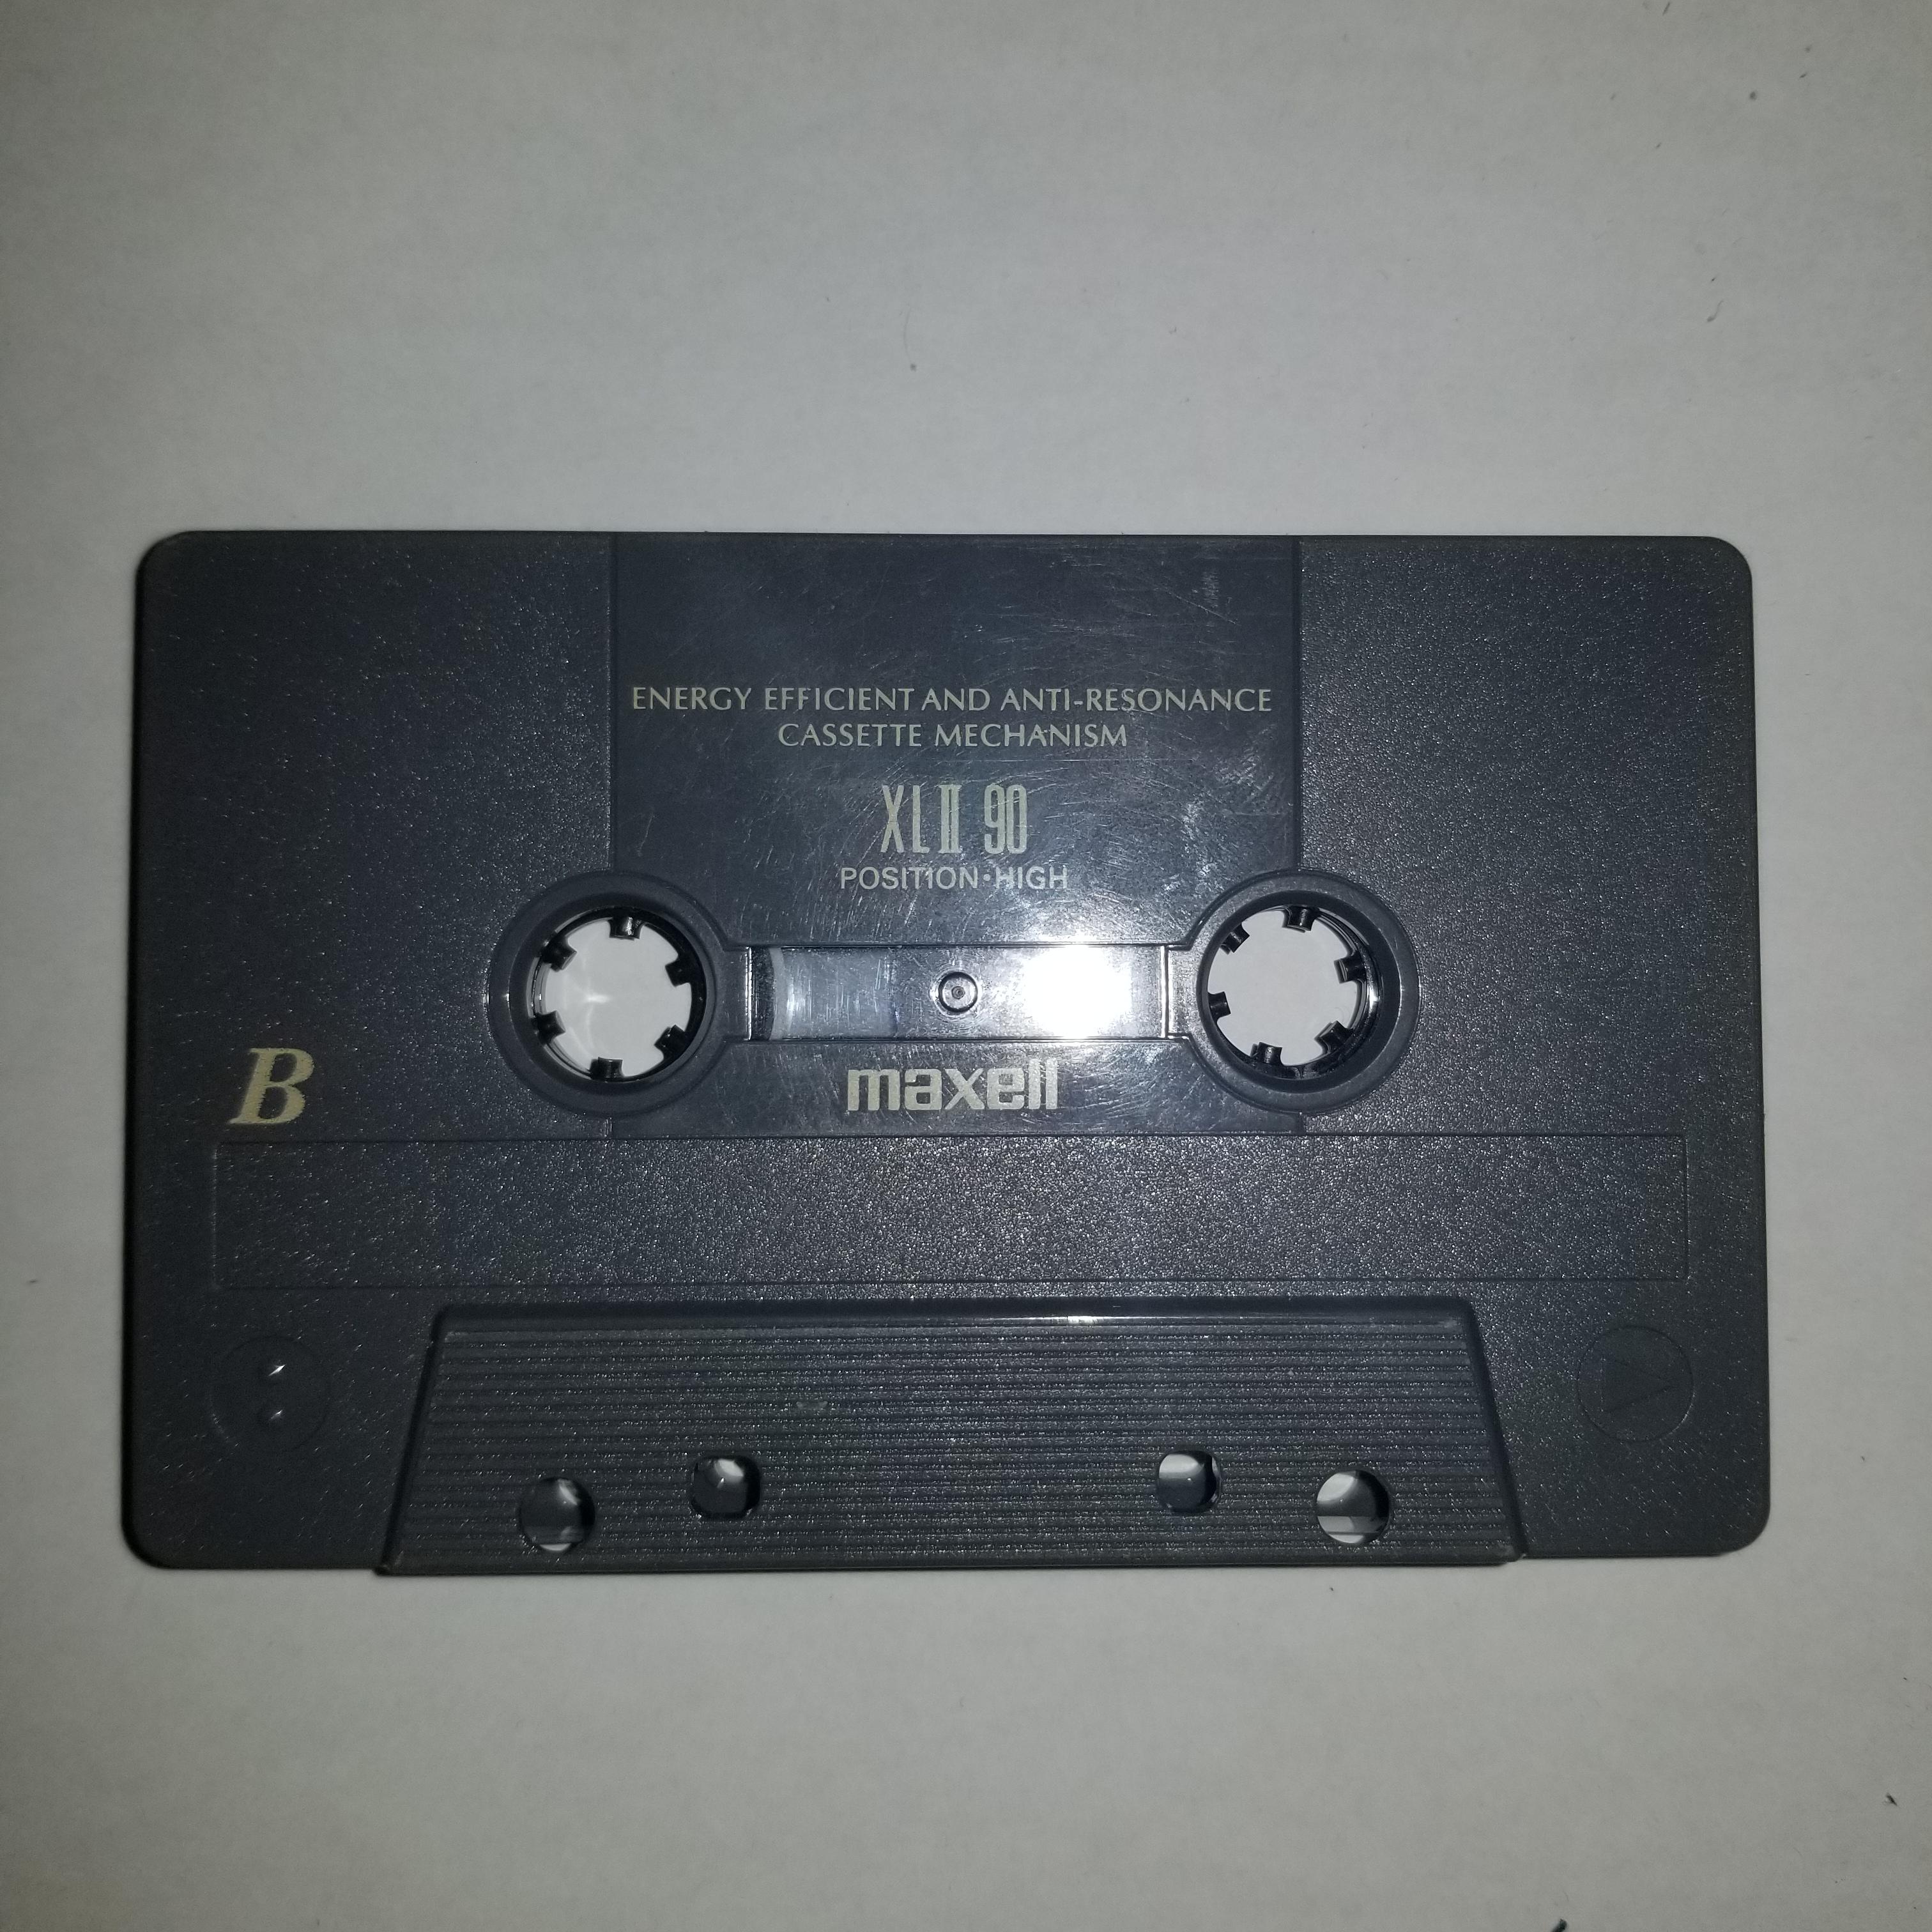 ENERGY EFFICIENT AND ANTI-RESONANCE
CASSETTE MECHANISM
XL II 90
POSITION·HIGH
maxell
B